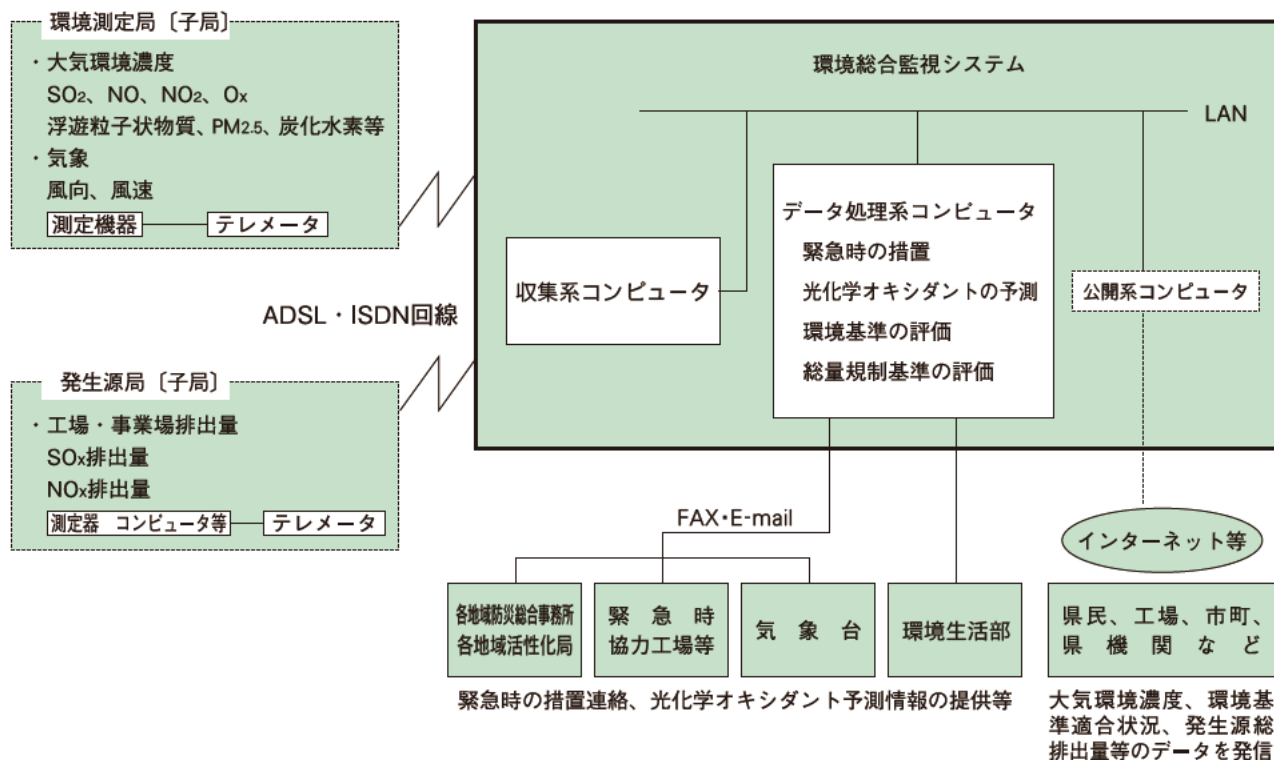 環境測定局〔子局〕
・大気環境濃度
SO₂、NO、NO₂、Oₓ
浮遊粒子状物質、PM₂.₅、炭化水素等
・気象
風向、風速
測定機器
テレメータ
ADSL・ISDN回線
発生源局〔子局〕
・工場・事業場排出量
SOₓ排出量
NOₓ排出量
測定器 コンピュータ等
テレメータ
環境総合監視システム
LAN
収集系コンピュータ
データ処理系コンピュータ
緊急時の措置
光化学オキシダントの予測
環境基準の評価
総量規制基準の評価
公開系コンピュータ
FAX・E-mail
インターネット等
各地域防災総合事務所
各地域活性化局
緊急時
協力工場等
気象台
環境生活部
県民、工場、市町、
県機関など
緊急時の措置連絡、光化学オキシダント予測情報の提供等
大気環境濃度、環境基
準適合状況、発生源総
排出量等のデータを発信